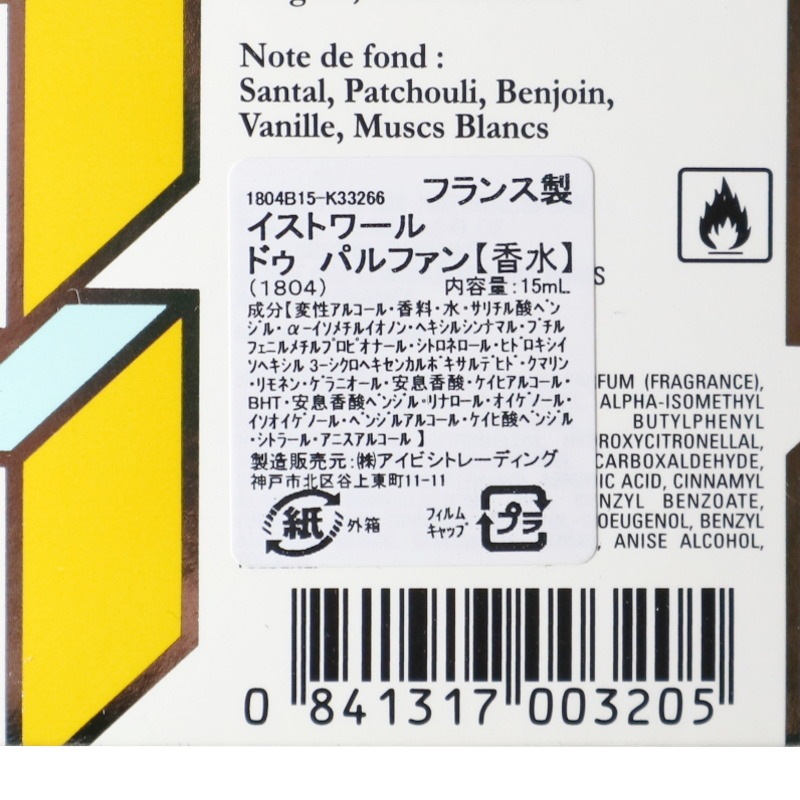 Note de fond :
Santal, Patchouli, Benjoin,
Vanille, Muscs Blancs
1804B15-K33266 フランス製
イストワール
ドゥ パルファン【香水】
(1804) 内容量:15mL
S
成分【変性アルコール・香料・水・サリチル酸ベン
ジル・α-イソメチルイオノン・ヘキシルシンナマル・ブチル
フェニルメチルプロピオナール・シトロネロール・ヒドロキシイ
ソヘキシル 3-シクロヘキセンカルボキサルデヒド・クマリン
・リモネン・ゲラニオール・安息香酸・ケイヒアルコール・
BHT・安息香酸ベンジル・リナロール・オイゲノール・
イソオイゲノール・ベンジルアルコール・ケイヒ酸ベンジル
・シトラール・アニスアルコール】
製造販売元:㈱アイビシトレーディング
神戸市北区谷上東町11-11
紙 外箱 フィルム キャップ プラ
FUM (FRAGRANCE),
ALPHA-ISOMETHYL
BUTYLPHENYL
ROXYCITRONELLAL,
CARBOXALDEHYDE,
IC ACID, CINNAMYL
NZYL BENZOATE,
OEUGENOL, BENZYL
, ANISE ALCOHOL,
0 841317 003205